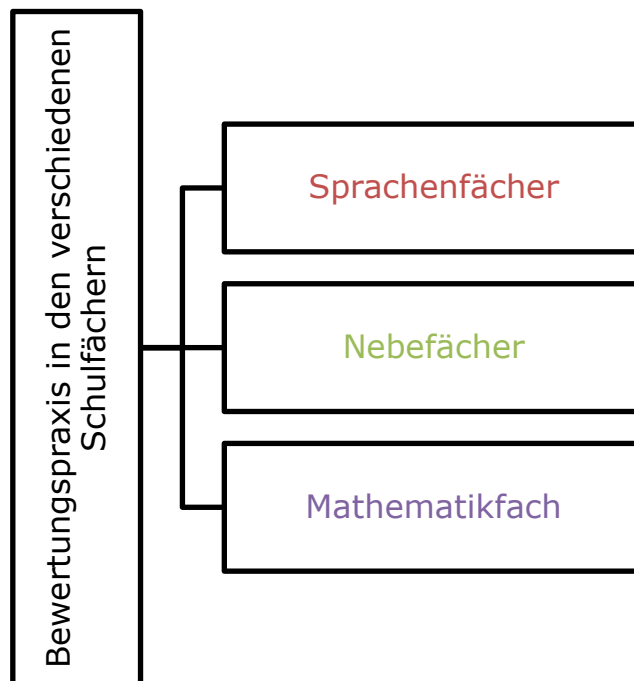 Bewertungspraxis in den verschiedenen
Schulfächern
Sprachenfächer
Nebefächer
Mathematikfach